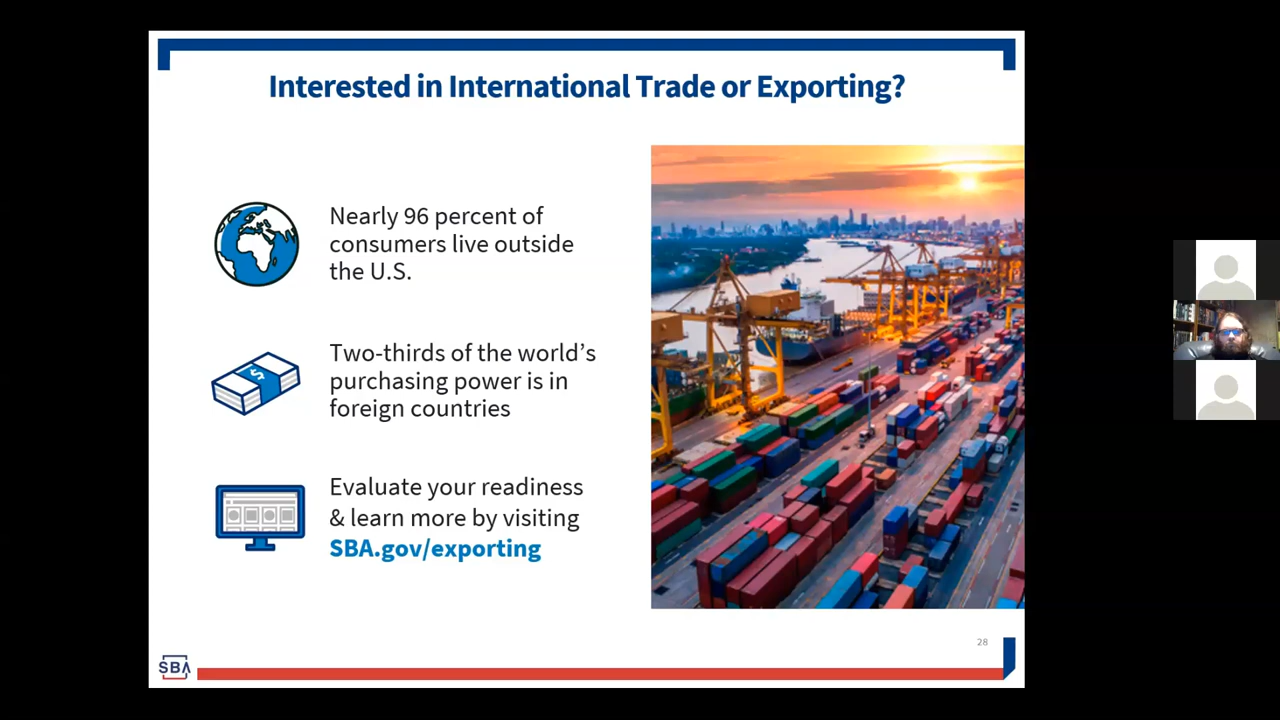 Interested in International Trade or Exporting?
Nearly 96 percent of
consumers live outside
the U.S.
$
Two-thirds of the world's
purchasing power is in
foreign countries
Evaluate your readiness
& learn more by visiting
SBA.gov/exporting
28
SBA